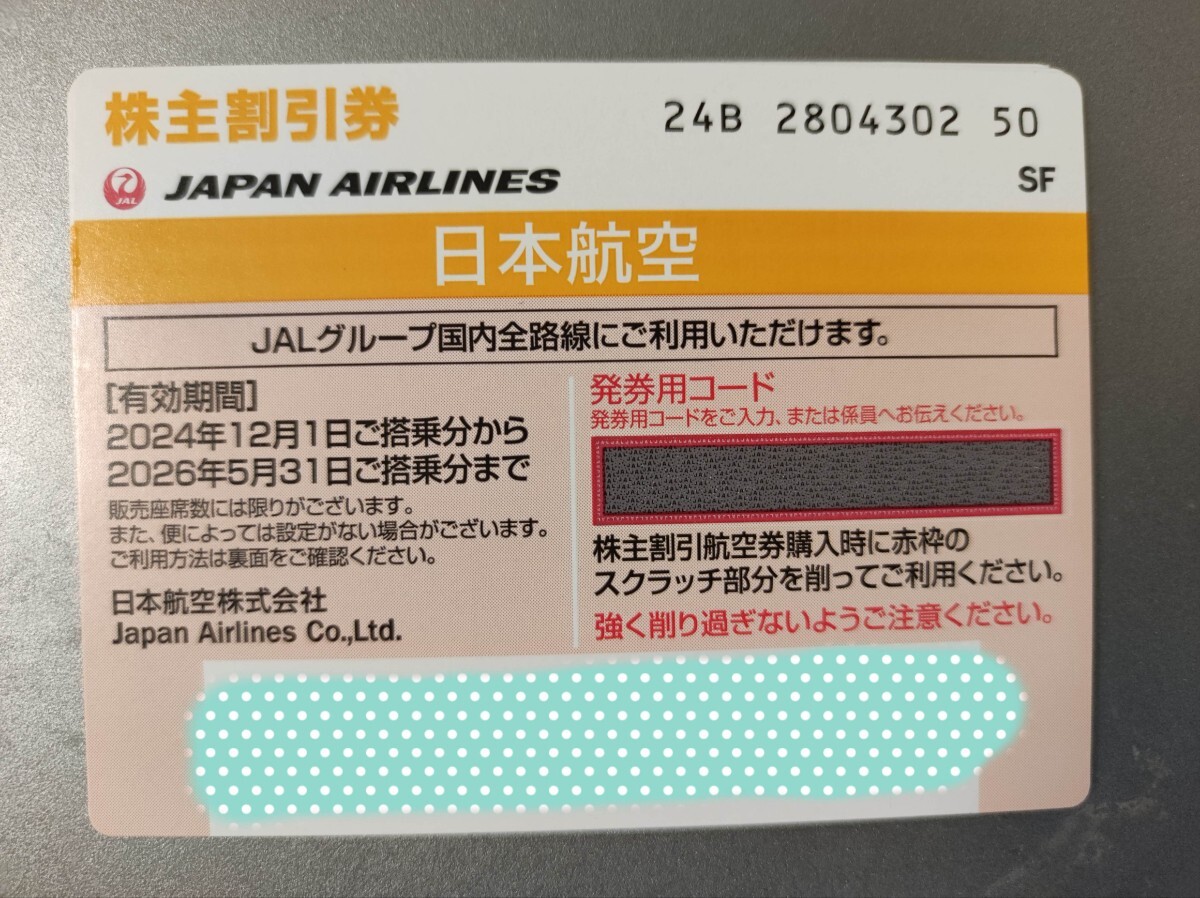 株主割引券
24B 2804302 50
JAL
JAPAN AIRLINES
SF
日本航空
JALグループ国内全路線にご利用いただけます。
[有効期間]
2024年12月1日ご搭乗分から
2026年5月31日ご搭乗分まで
販売座席数には限りがございます。
また、便によっては設定がない場合がございます。
ご利用方法は裏面をご確認ください。
日本航空株式会社
Japan Airlines Co.,Ltd.
発券用コード
発券用コードをご入力、または係員へお伝えください。
株主割引航空券購入時に赤枠の
スクラッチ部分を削ってご利用ください。
強く削り過ぎないようご注意ください。